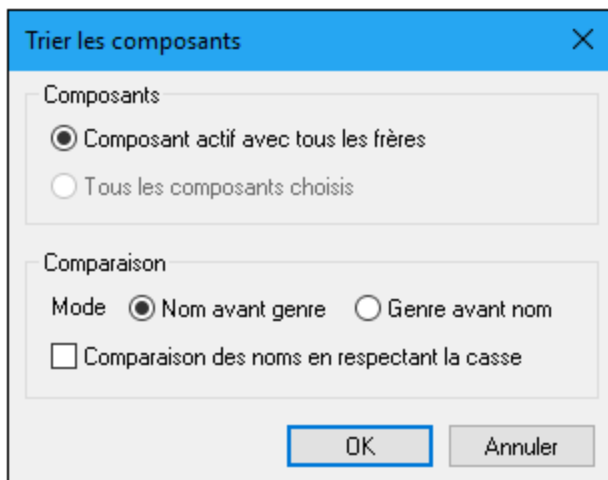 Trier les composants
Composants
Composant actif avec tous les frères
Tous les composants choisis
Comparaison
Mode Nom avant genre Genre avant nom
Comparaison des noms en respectant la casse
OK Annuler